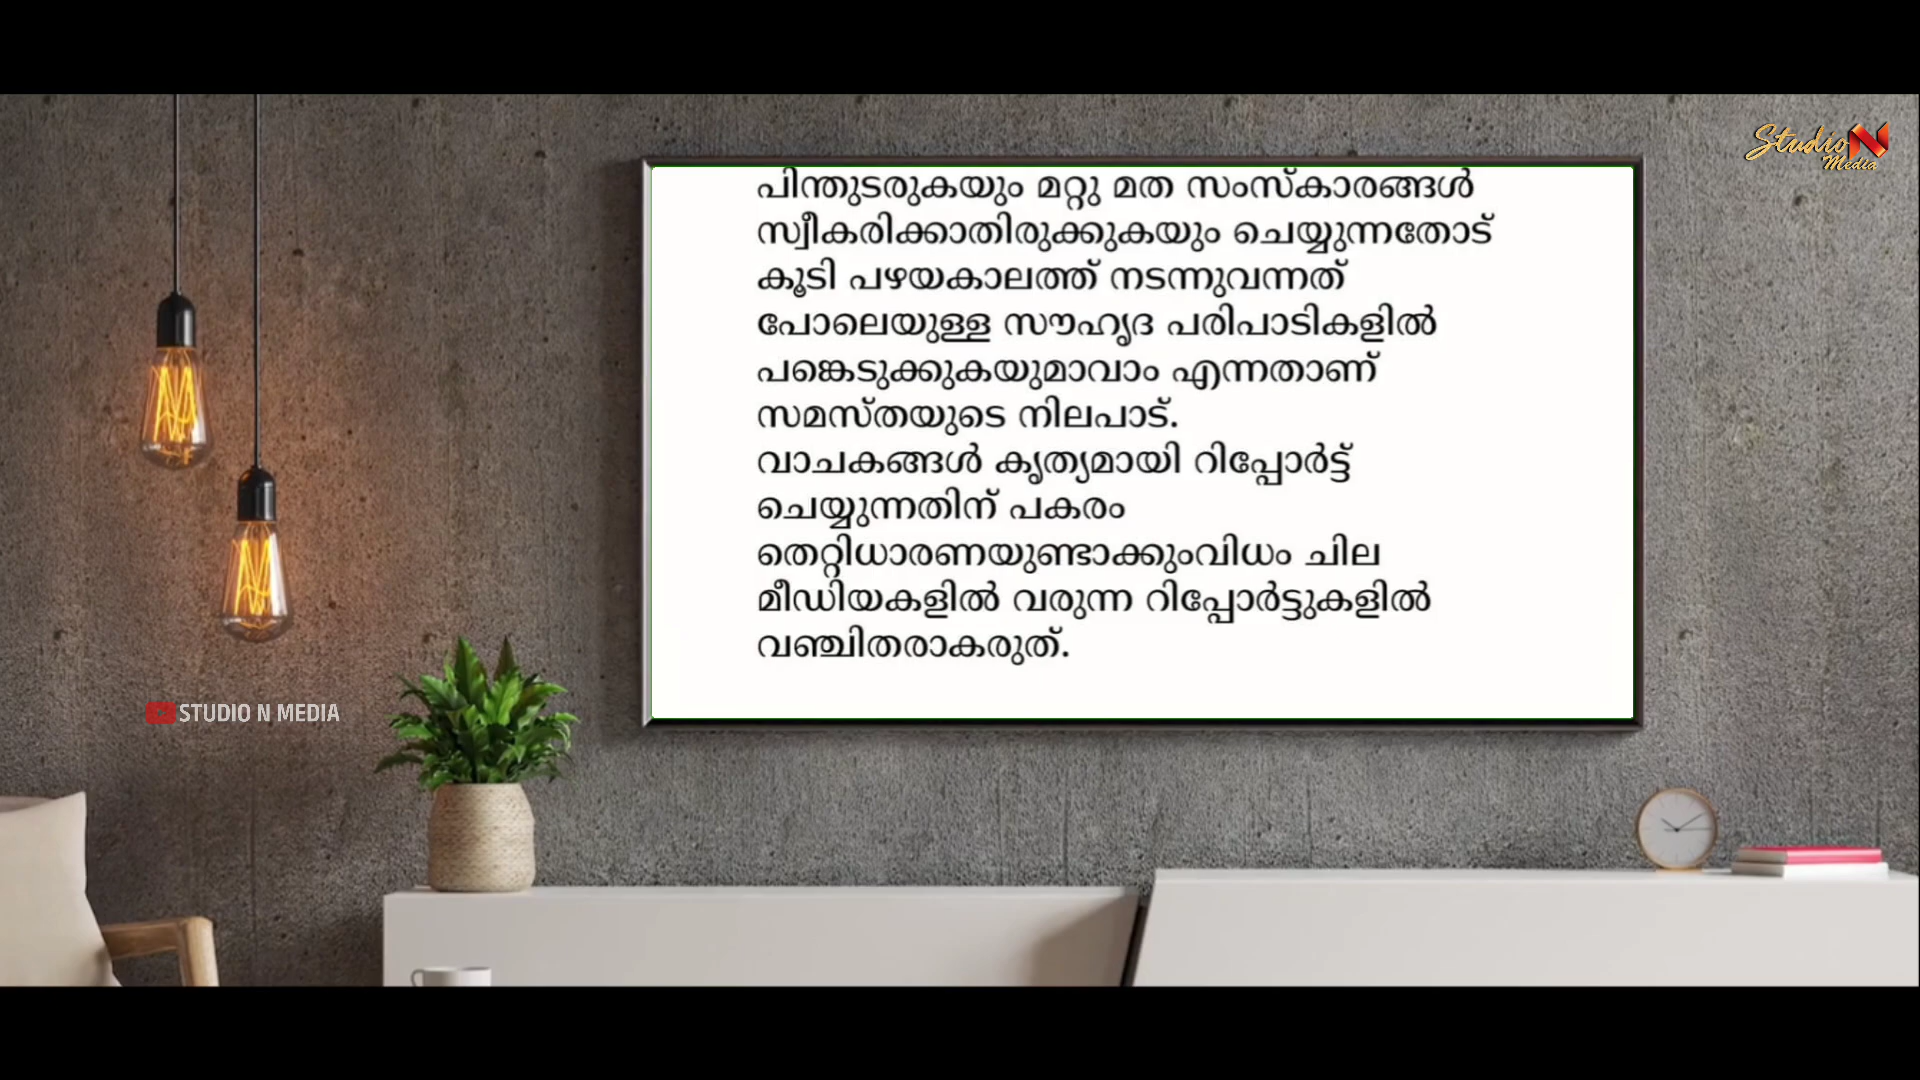 Studio N
Media
പിന്തുടരുകയും മറ്റു മത സംസ്കാരങ്ങൾ
സ്വീകരിക്കാതിരുക്കുകയും ചെയ്യുന്നതോട്
കൂടി പഴയകാലത്ത് നടന്നുവന്നത്
പോലെയുള്ള സൗഹൃദ പരിപാടികളിൽ
പങ്കെടുക്കുകയുമാവാം എന്നതാണ്
സമസ്തയുടെ നിലപാട്.
വാചകങ്ങൾ കൃത്യമായി റിപ്പോർട്ട്
ചെയ്യുന്നതിന് പകരം
തെറ്റിധാരണയുണ്ടാക്കുംവിധം ചില
മീഡിയകളിൽ വരുന്ന റിപ്പോർട്ടുകളിൽ
വഞ്ചിതരാകരുത്.
STUDIO N MEDIA